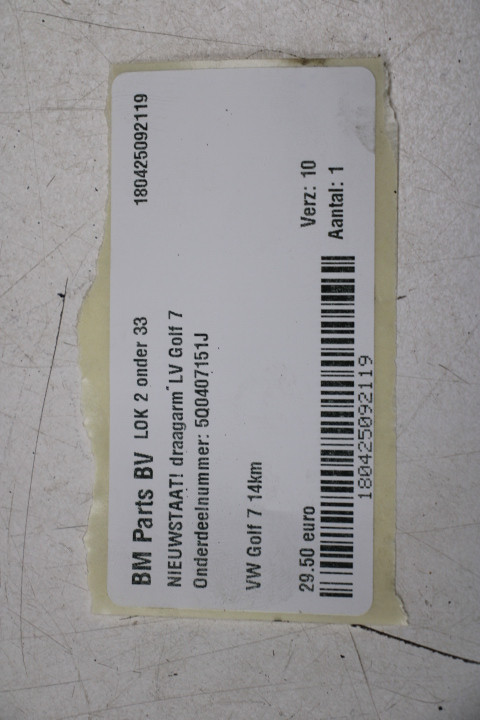 BM Parts BV LOK 2 onder 33 180425092119
NIEUWSTAAT! draagarm LV Golf 7
Onderdeelnummer: 5Q0407151J
VW Golf 7 14km
29.50 euro Verz: 10
Aantal: 1
180425092119